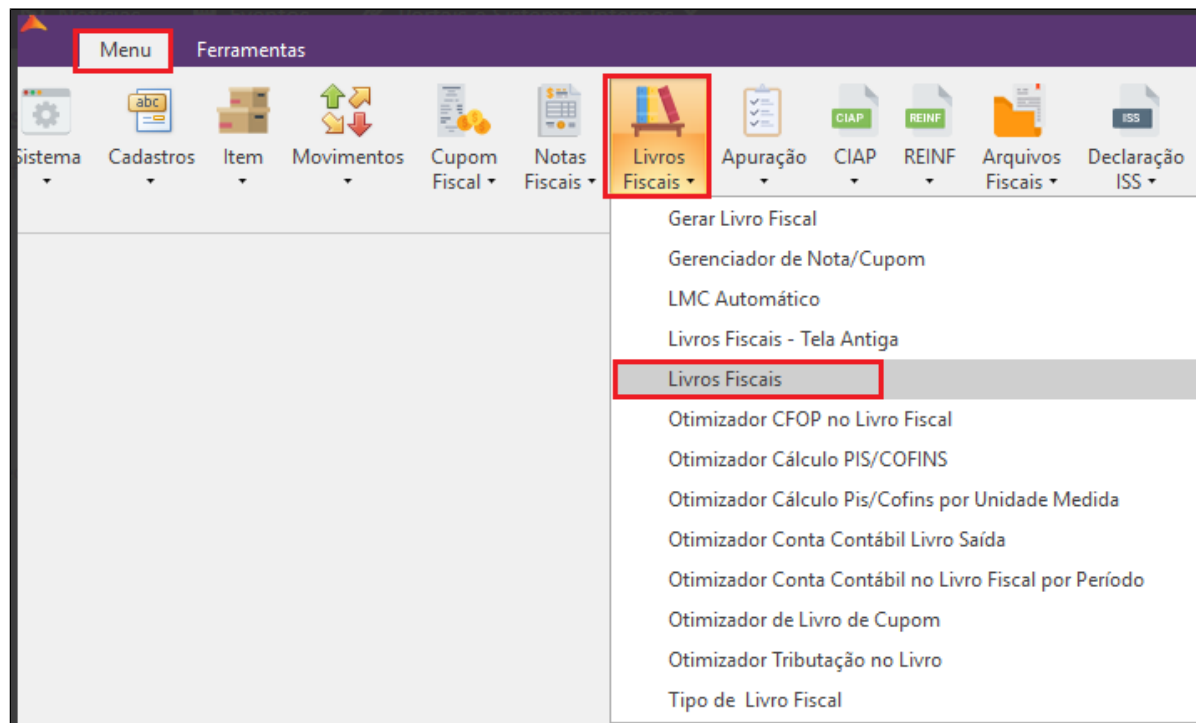 Menu Ferramentas
abc CIAP REINF ISS
Sistema Cadastros Item Movimentos Cupom Notas Livros Apuração CIAP REINF Arquivos Declaração
Fiscal Fiscais Fiscais Fiscais ISS
Gerar Livro Fiscal
Gerenciador de Nota/Cupom
LMC Automático
Livros Fiscais - Tela Antiga
Livros Fiscais
Otimizador CFOP no Livro Fiscal
Otimizador Cálculo PIS/COFINS
Otimizador Cálculo Pis/Cofins por Unidade Medida
Otimizador Conta Contábil Livro Saída
Otimizador Conta Contábil no Livro Fiscal por Período
Otimizador de Livro de Cupom
Otimizador Tributação no Livro
Tipo de Livro Fiscal